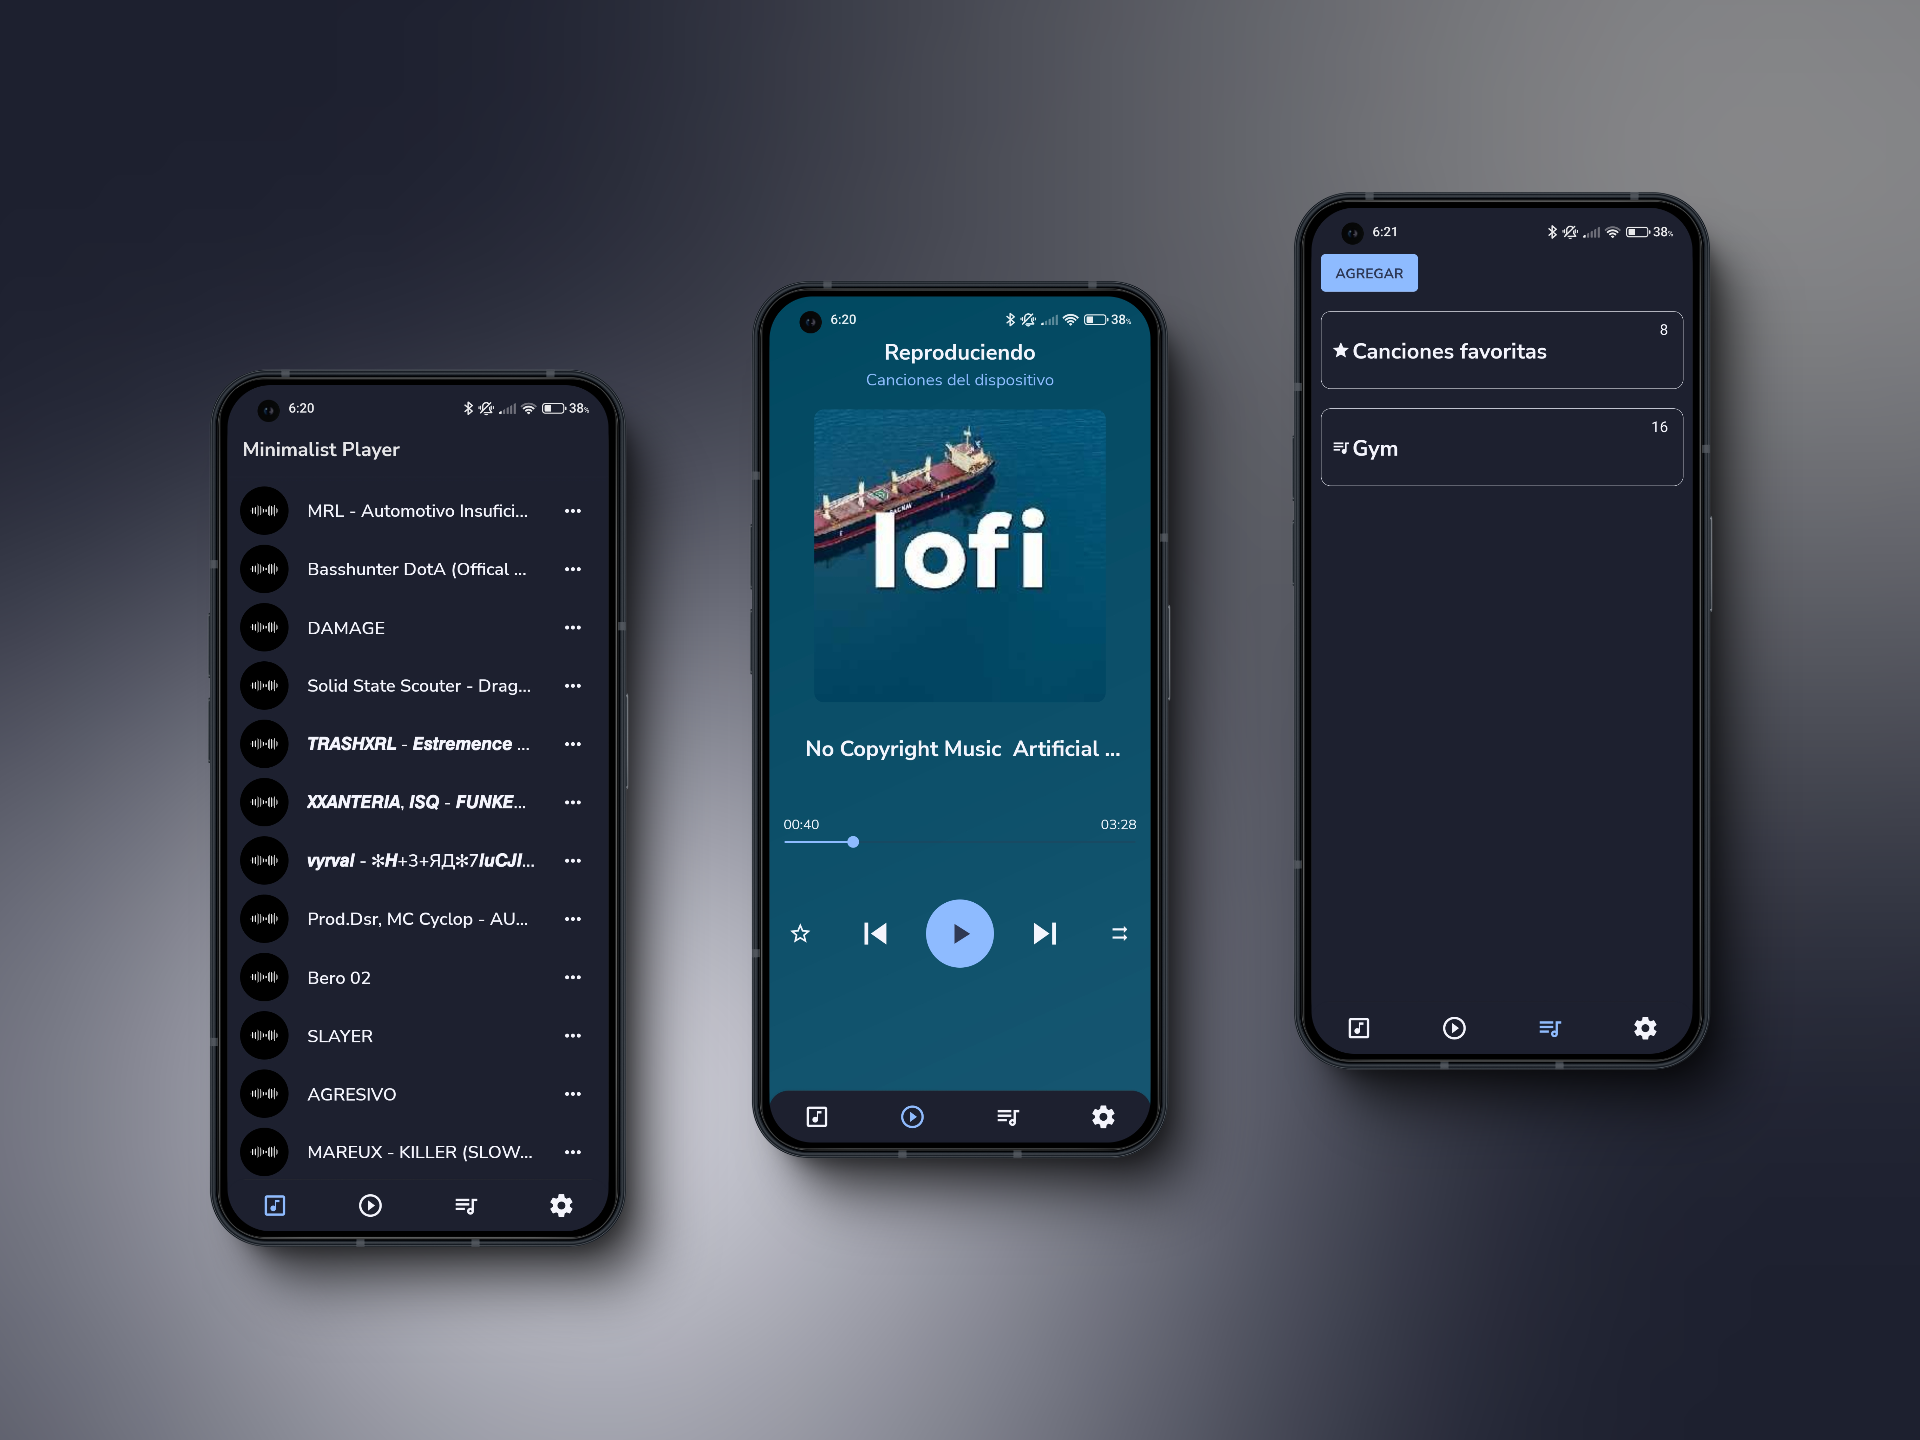 6:20
38%
Minimalist Player
MRL - Automotivo Insufici...
Basshunter DotA (Offical ...
DAMAGE
Solid State Scouter - Drag...
TRASHXRL - Estremence ...
XXANTERIA, ISQ - FUNKE...
vyrval - ✻H+3+ЯД✻7luCJI...
Prod.Dsr, MC Cyclop - AU...
Bero 02
SLAYER
AGRESIVO
MAREUX - KILLER (SLOW...
6:20
38%
Reproduciendo
Canciones del dispositivo
lofi
No Copyright Music  Artificial ...
00:40
03:28
6:21
38%
AGREGAR
8
Canciones favoritas
16
Gym